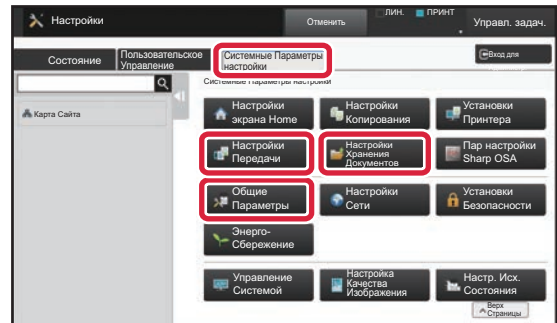 Настройки
Отменить
ЛИН.
ПРИНТ
Управл. задач.
Состояние
Пользовательское
Управление
Системные Параметры
настройки
Вход для
Системные Параметры настройки
Карта Сайта
Настройки
экрана Home
Настройки
Копирования
Установки
Принтера
Настройки
Передачи
Настройки
Хранения
Документов
Пар настройки
Sharp OSA
Общие
Параметры
Настройки
Сети
Установки
Безопасности
Энерго-
Сбережение
Управление
Системой
Настройка
Качества
Изображения
Настр. Исх.
Состояния
Верх
Страницы